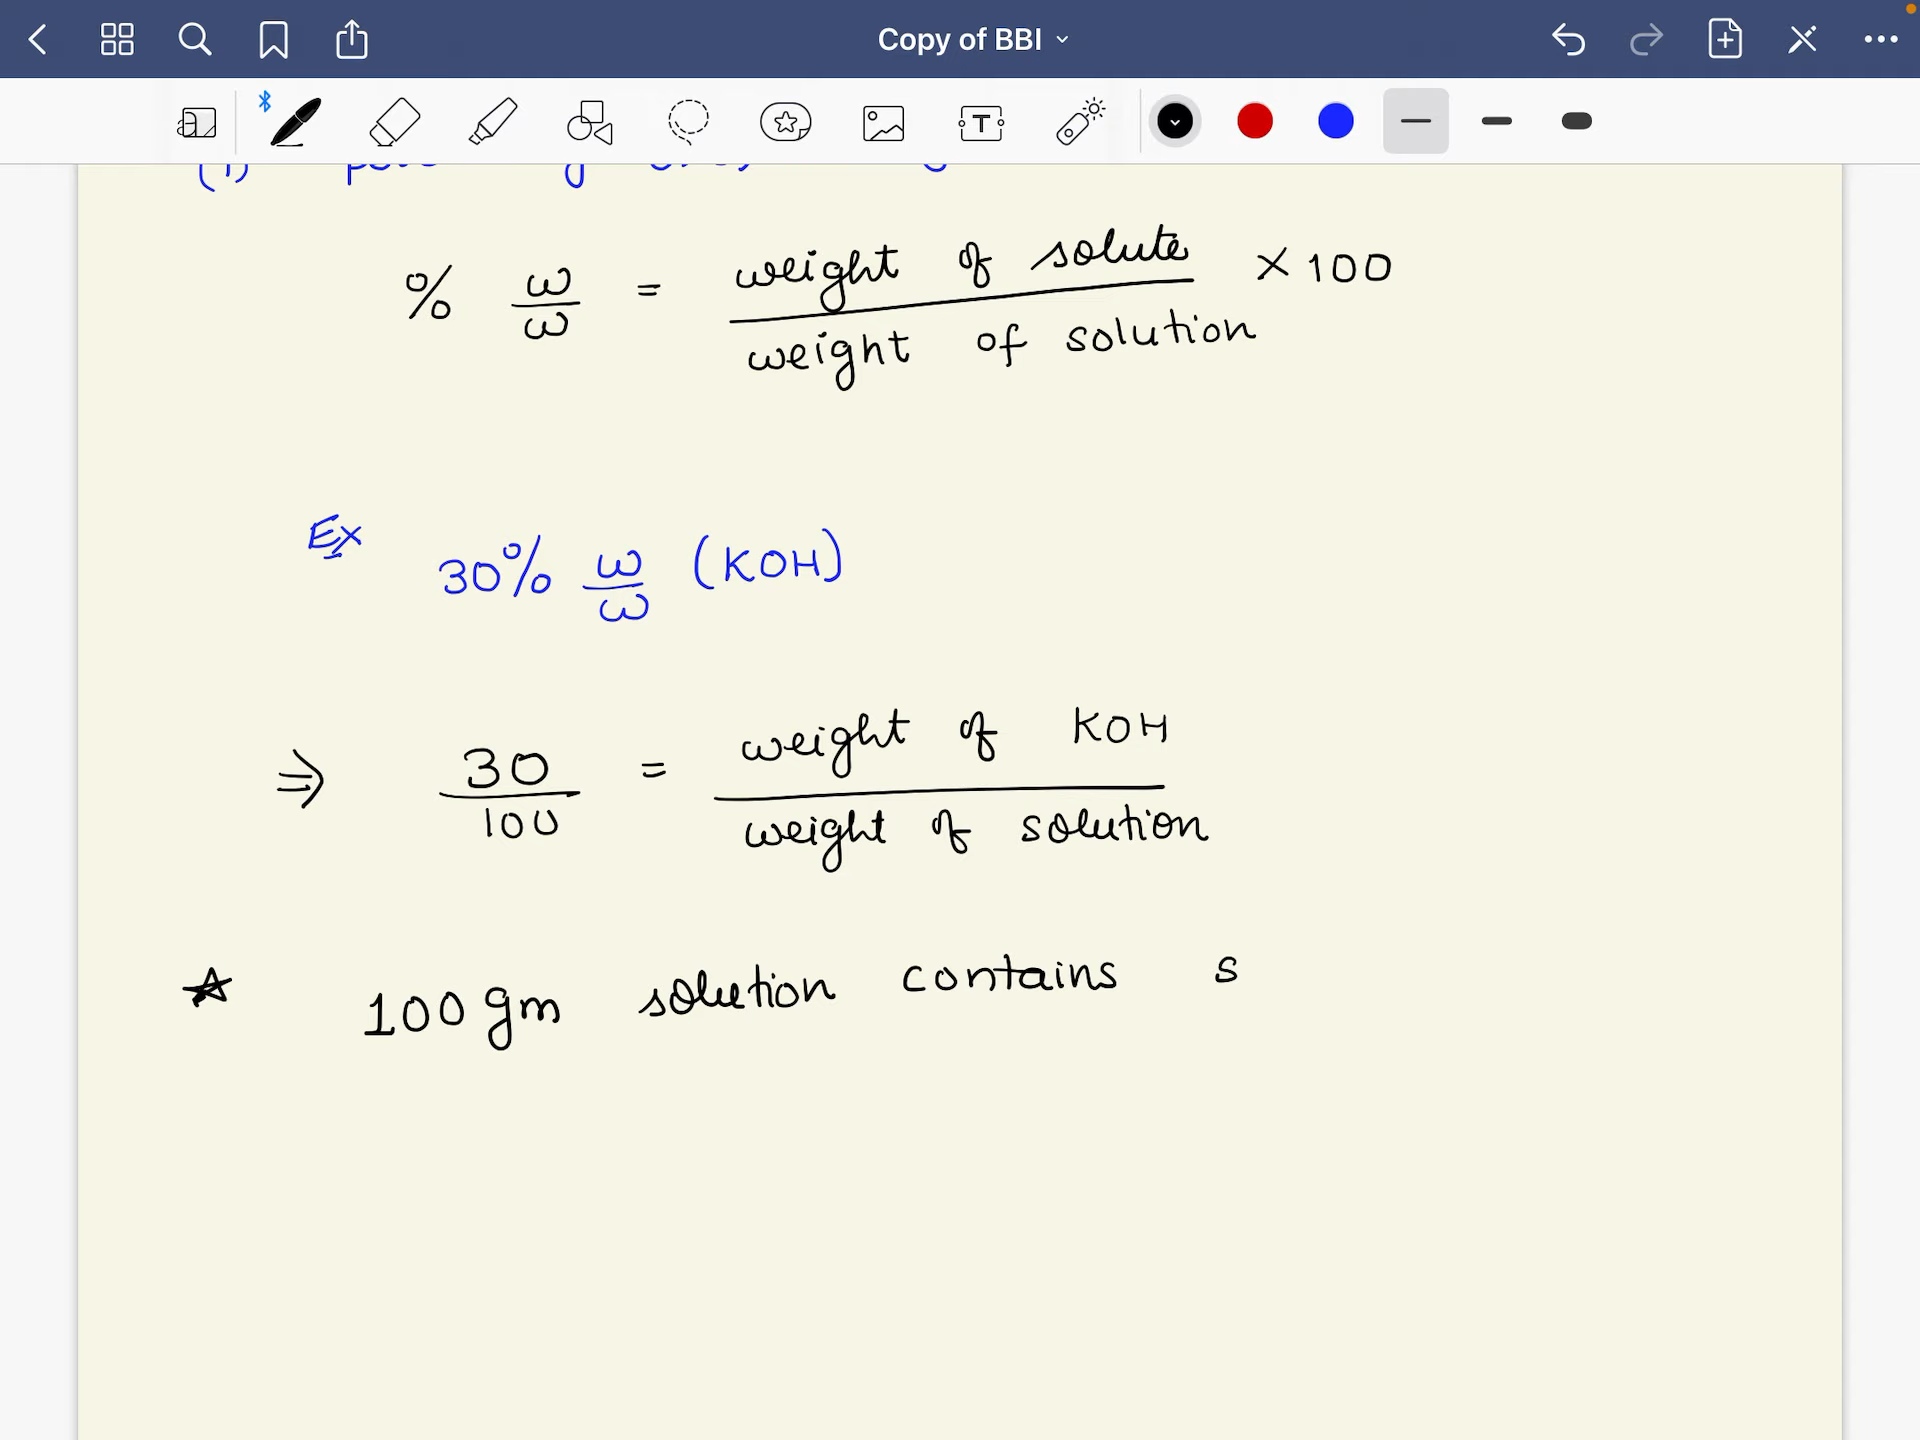 Copy of BBI
(1)
% w/w = weight of solute / weight of solution × 100
Ex
30% w/w (KOH)
⇒ 30/100 = weight of KOH / weight of solution
☆ 100 gm solution contains s